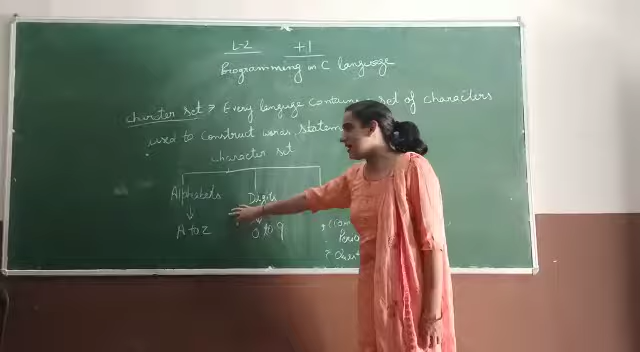 L-2 +1
Programming in C language
character set → Every language contain set of characters
used to construct words, statem
character set
Alphabets Digits
A to Z 0 to 9